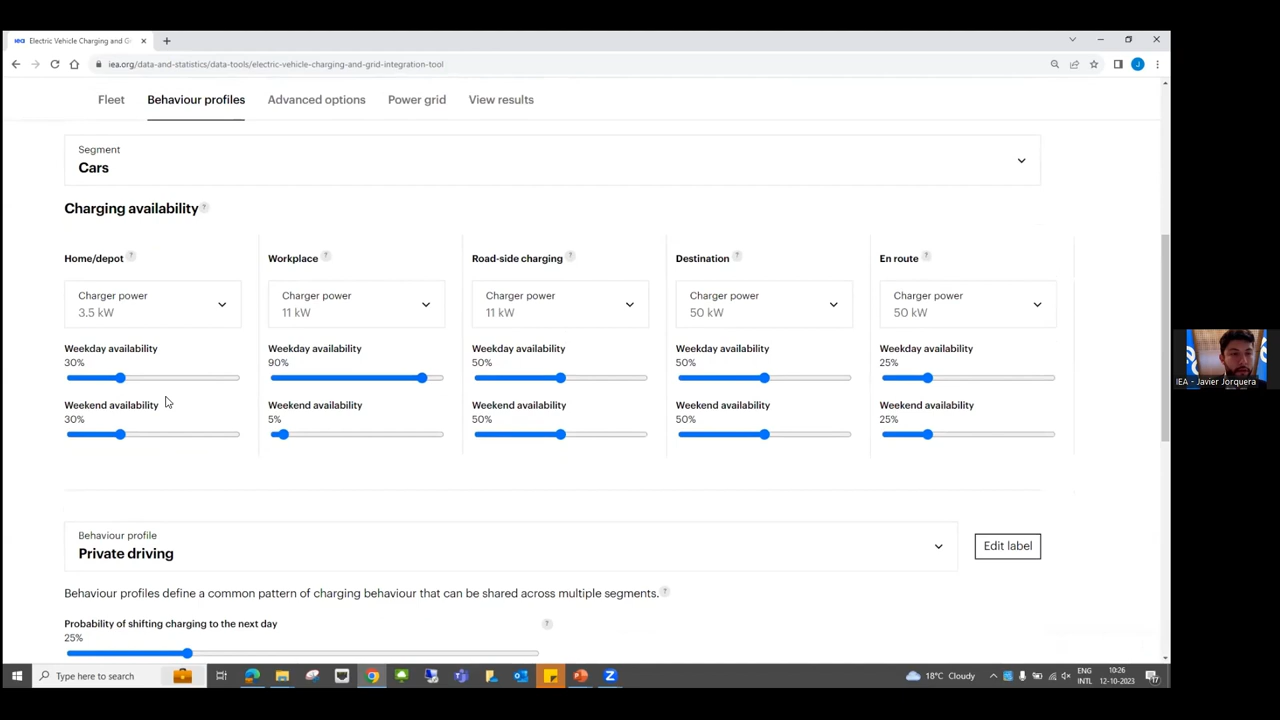 iea Electric Vehicle Charging and G
iea.org/data-and-statistics/data-tools/electric-vehicle-charging-and-grid-integration-tool
J
Fleet Behaviour profiles Advanced options Power grid View results
Segment
Cars
Charging availability ?
Home/depot ? Workplace ? Road-side charging ? Destination ? En route ?
Charger power Charger power Charger power Charger power Charger power
3.5 kW 11 kW 11 kW 50 kW 50 kW
Weekday availability Weekday availability Weekday availability Weekday availability Weekday availability
30% 90% 50% 50% 25%
Weekend availability Weekend availability Weekend availability Weekend availability Weekend availability
30% 5% 50% 50% 25%
IEA - Javier Jorquera
Behaviour profile
Private driving
Edit label
Behaviour profiles define a common pattern of charging behaviour that can be shared across multiple segments. ?
Probability of shifting charging to the next day ?
25%
Type here to search
18°C Cloudy
ENG
INTL
10:26
12-10-2023